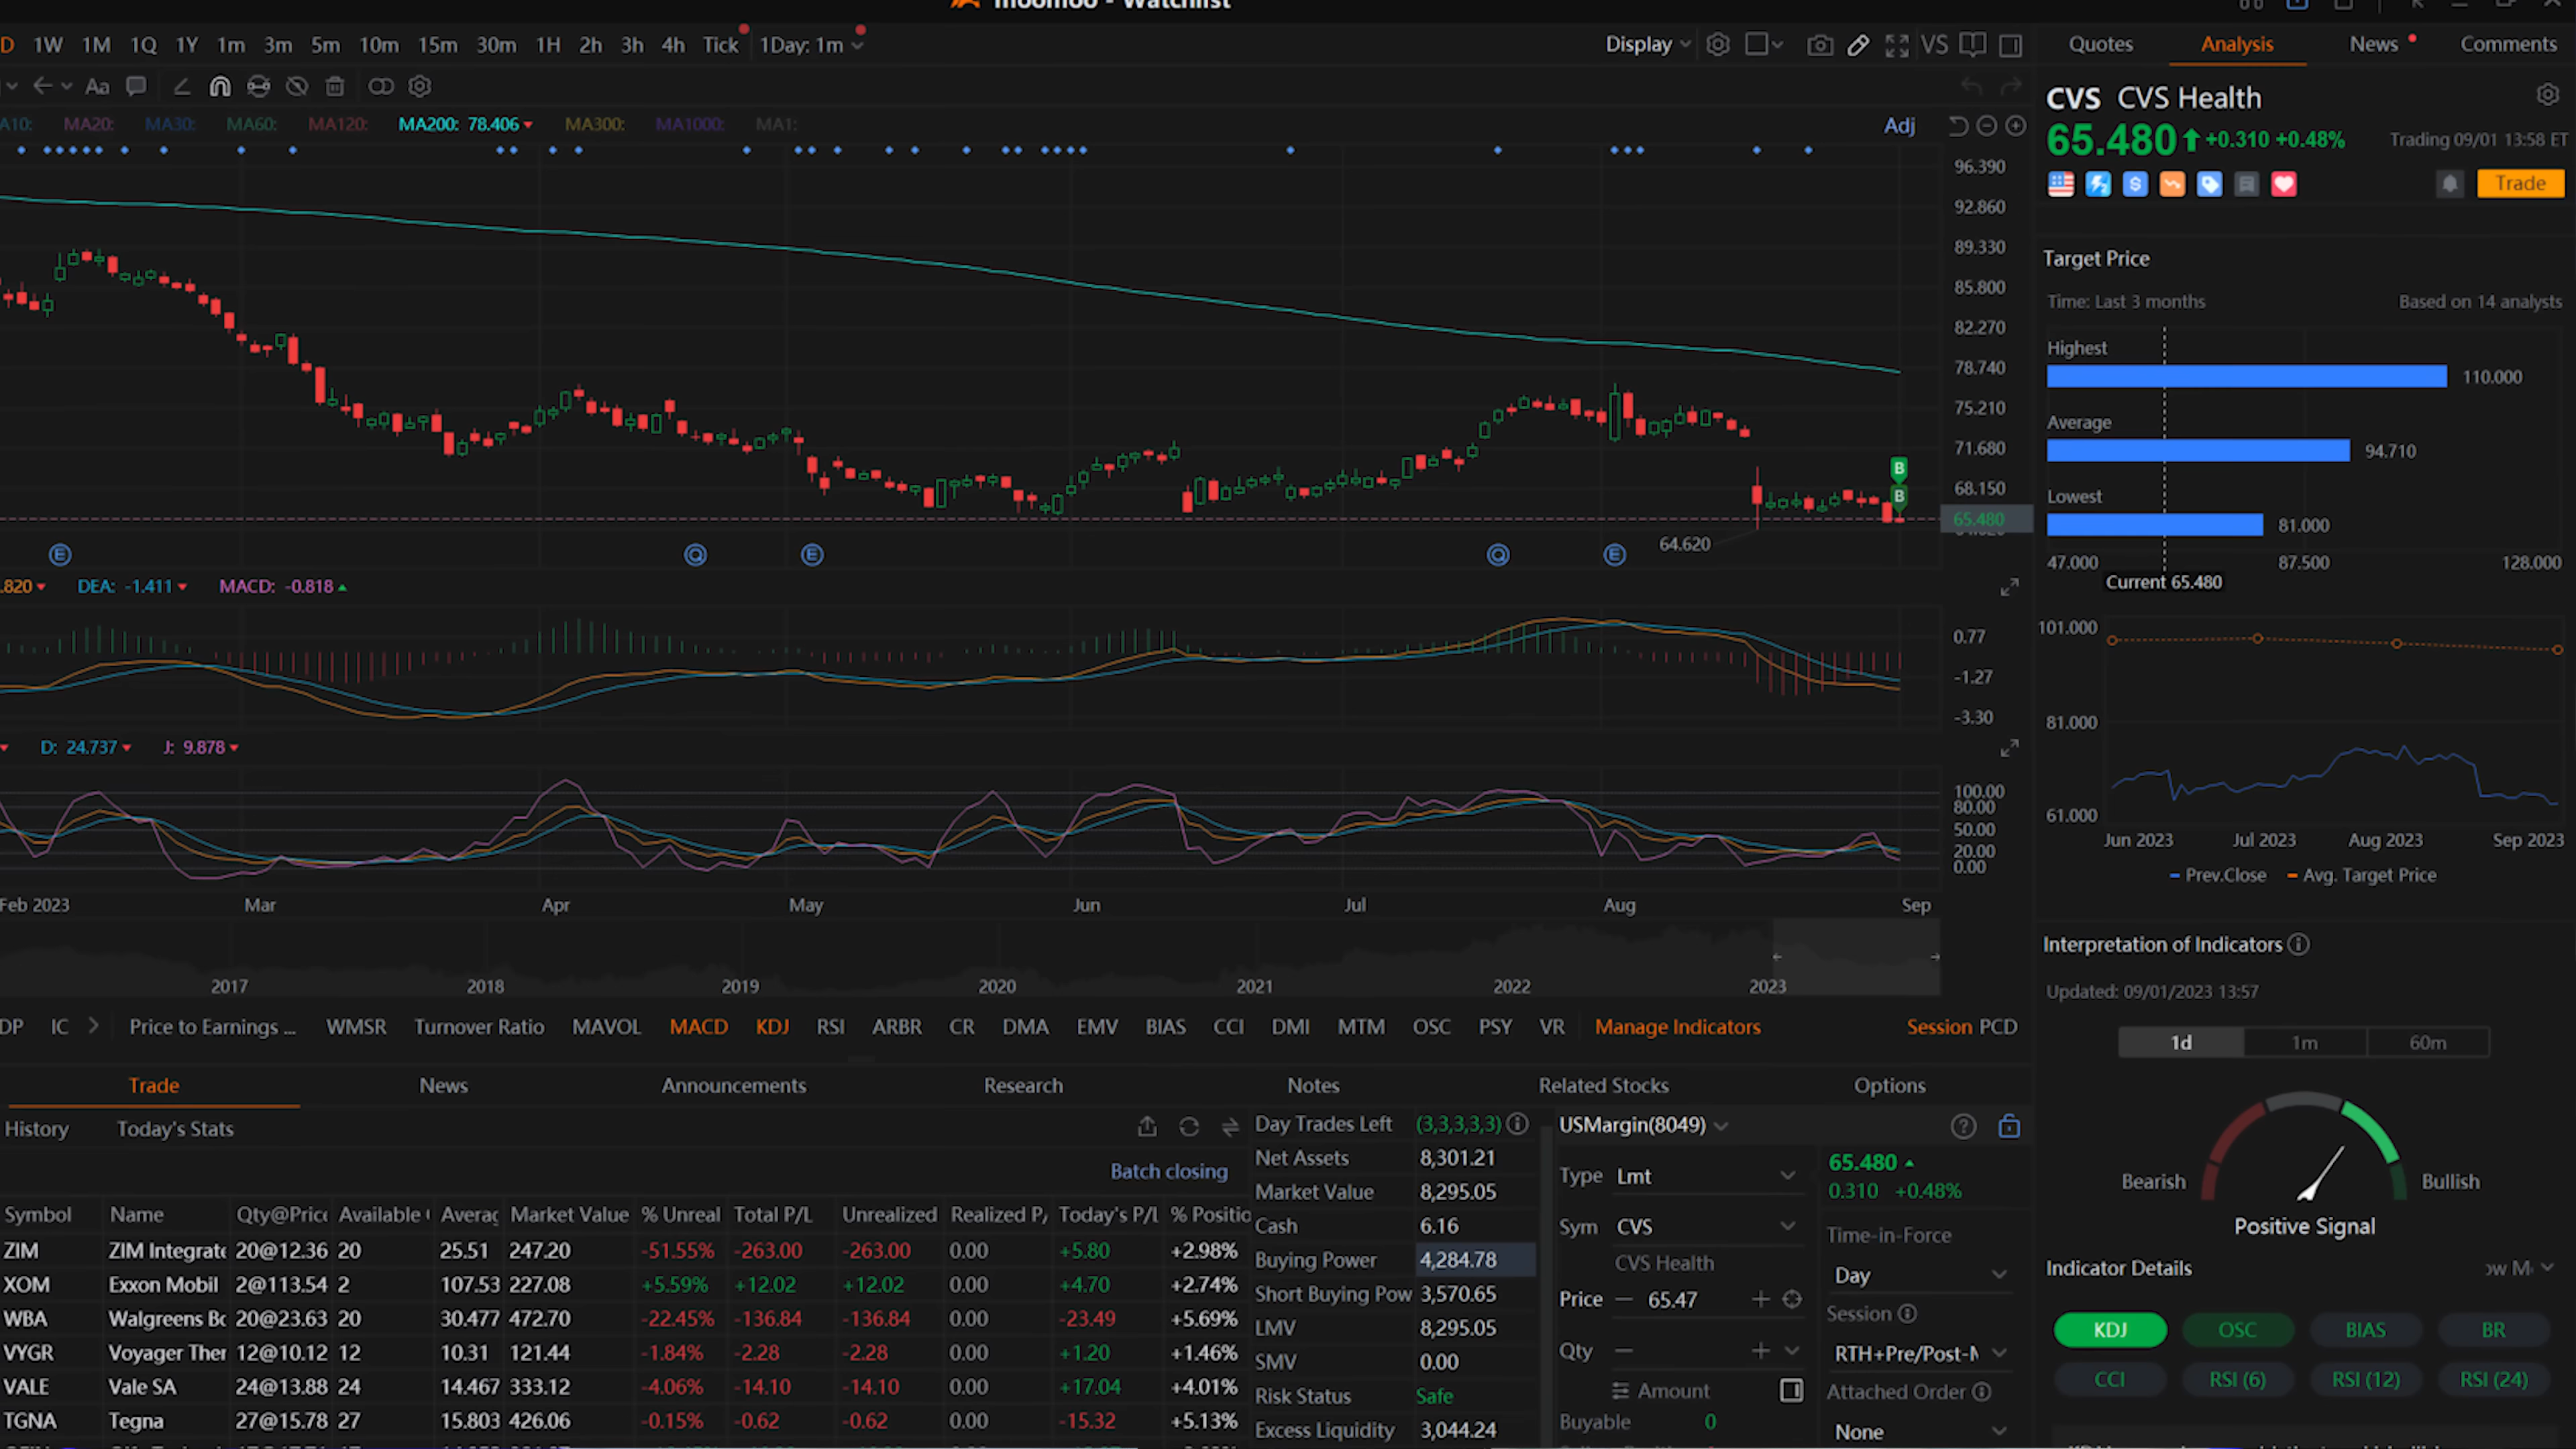 moomoo - Watchlist
D 1W 1M 1Q 1Y 1m 3m 5m 10m 15m 30m 1H 2h 3h 4h Tick 1Day: 1m Display VS
Aa
MA20: MA30: MA60: MA120: MA200: 78.406 MA300: MA1000: MA1: Adj
96.390
92.860
89.330
85.800
82.270
78.740
75.210
71.680
68.150
65.480
B
B
64.620
E Q E Q E
.820 DEA: -1.411 MACD: -0.818
0.77
-1.27
-3.30
D: 24.737 J: 9.878
100.00
80.00
50.00
20.00
0.00
Feb 2023 Mar Apr May Jun Jul Aug Sep
2017 2018 2019 2020 2021 2022 2023
DP IC Price to Earnings ... WMSR Turnover Ratio MAVOL MACD KDJ RSI ARBR CR DMA EMV BIAS CCI DMI MTM OSC PSY VR Manage Indicators Session PCD
Trade News Announcements Research Notes Related Stocks Options
History Today's Stats
Batch closing
Symbol Name Qty@Price Available Averag Market Value % Unreal Total P/L Unrealized Realized P/ Today's P/L % Positio
ZIM ZIM Integrate 20@12.36 20 25.51 247.20 -51.55% -263.00 -263.00 0.00 +5.80 +2.98%
XOM Exxon Mobil 2@113.54 2 107.53 227.08 +5.59% +12.02 +12.02 0.00 +4.70 +2.74%
WBA Walgreens Bo 20@23.63 20 30.477 472.70 -22.45% -136.84 -136.84 0.00 -23.49 +5.69%
VYGR Voyager Ther 12@10.12 12 10.31 121.44 -1.84% -2.28 -2.28 0.00 +1.20 +1.46%
VALE Vale SA 24@13.88 24 14.467 333.12 -4.06% -14.10 -14.10 0.00 +17.04 +4.01%
TGNA Tegna 27@15.78 27 15.803 426.06 -0.15% -0.62 -0.62 0.00 -15.32 +5.13%
Day Trades Left (3,3,3,3,3)
Net Assets 8,301.21
Market Value 8,295.05
Cash 6.16
Buying Power 4,284.78
Short Buying Pow 3,570.65
LMV 8,295.05
SMV 0.00
Risk Status Safe
Excess Liquidity 3,044.24
USMargin(8049)
Type Lmt
Sym CVS
CVS Health
Price 65.47
Qty
Amount
Buyable 0
65.480
0.310 +0.48%
Time-in-Force
Day
Session
RTH+Pre/Post-M
Attached Order
None
Quotes Analysis News Comments
CVS CVS Health
65.480 +0.310 +0.48% Trading 09/01 13:58 ET
Trade
Target Price
Time: Last 3 months Based on 14 analysts
Highest
110.000
Average
94.710
Lowest
81.000
47.000 87.500 128.000
Current 65.480
101.000
81.000
61.000
Jun 2023 Jul 2023 Aug 2023 Sep 2023
Prev.Close Avg. Target Price
Interpretation of Indicators
Updated: 09/01/2023 13:57
1d 1m 60m
Bearish Bullish
Positive Signal
Indicator Details
KDJ OSC BIAS BR
CCI RSI (6) RSI (12) RSI (24)